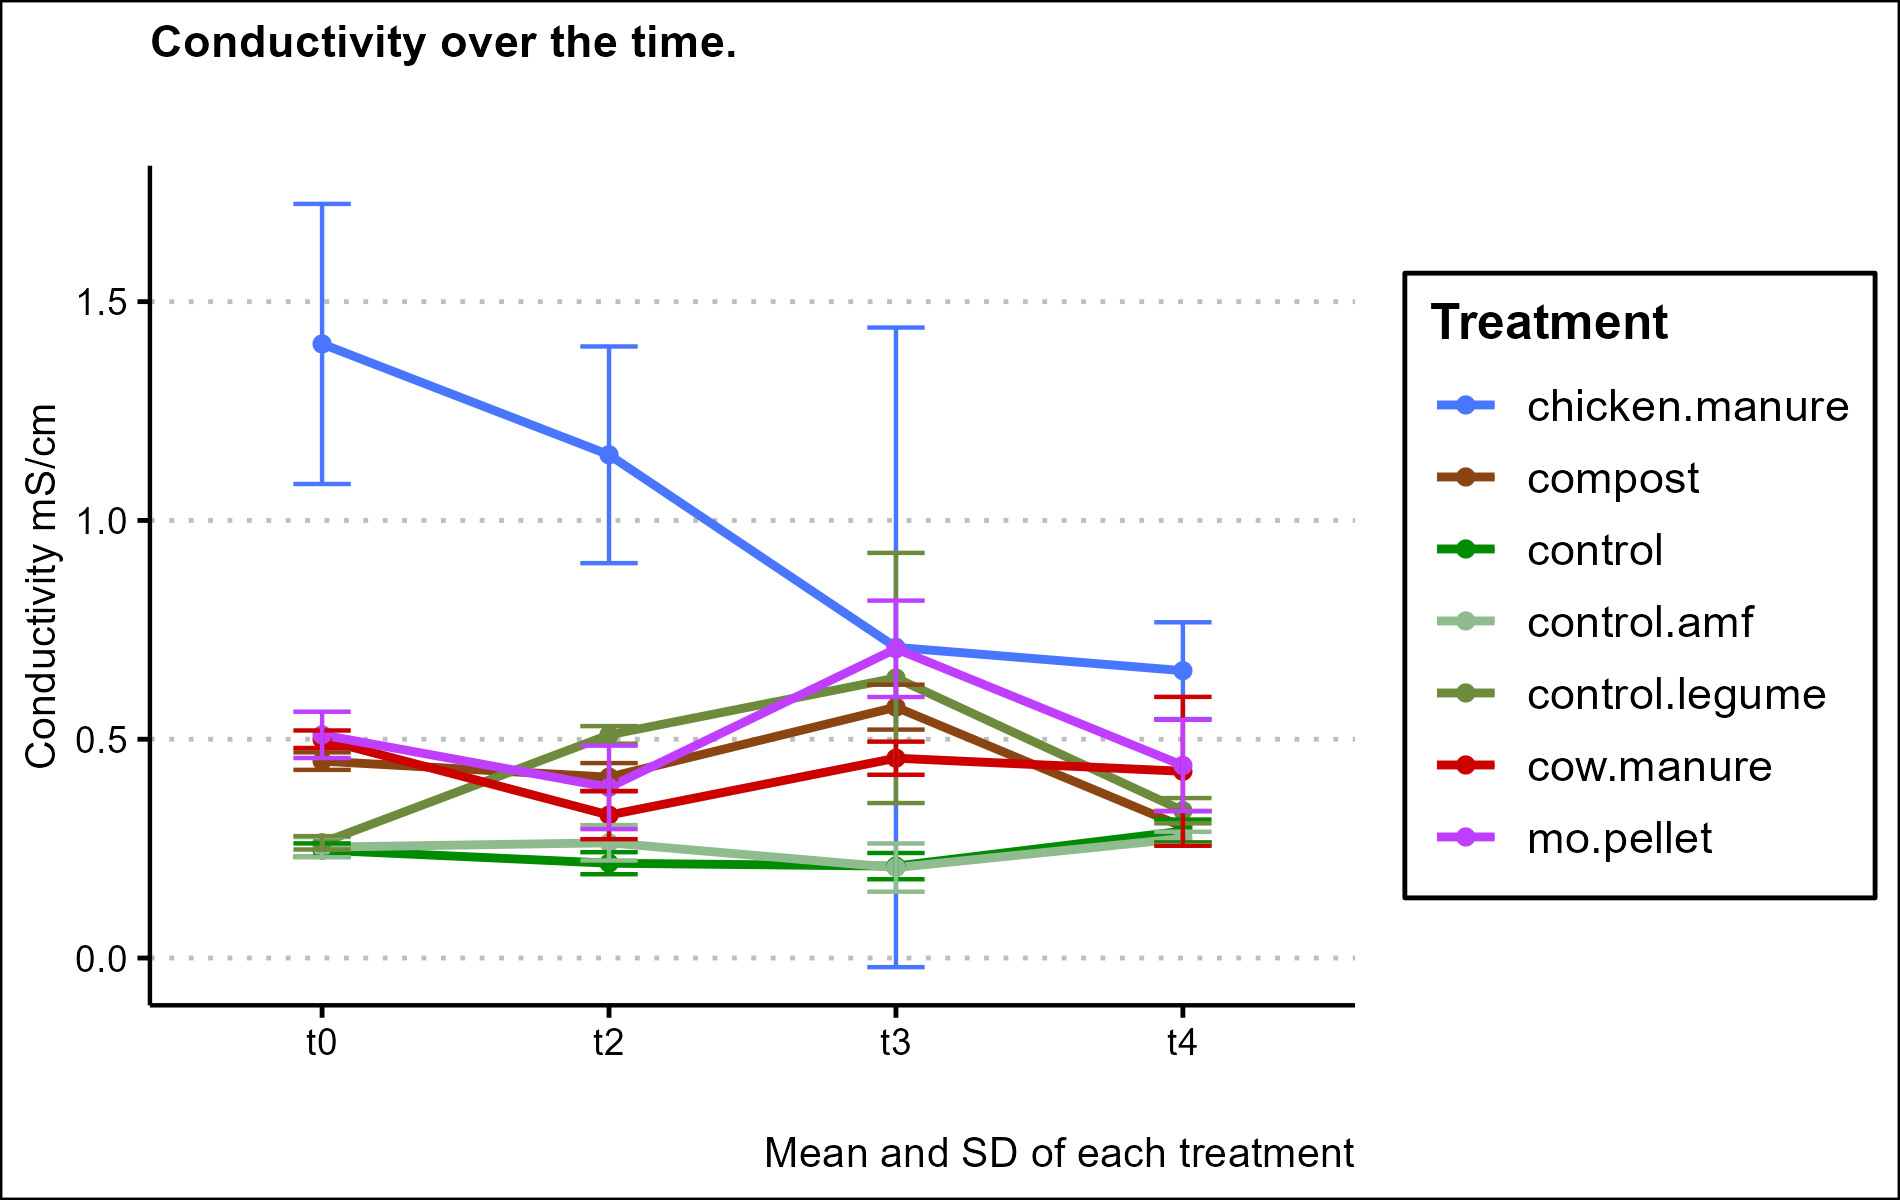 Conductivity over the time.
Conductivity mS/cm
1.5
1.0
0.5
0.0
t0 t2 t3 t4
Mean and SD of each treatment
Treatment
chicken.manure
compost
control
control.amf
control.legume
cow.manure
mo.pellet